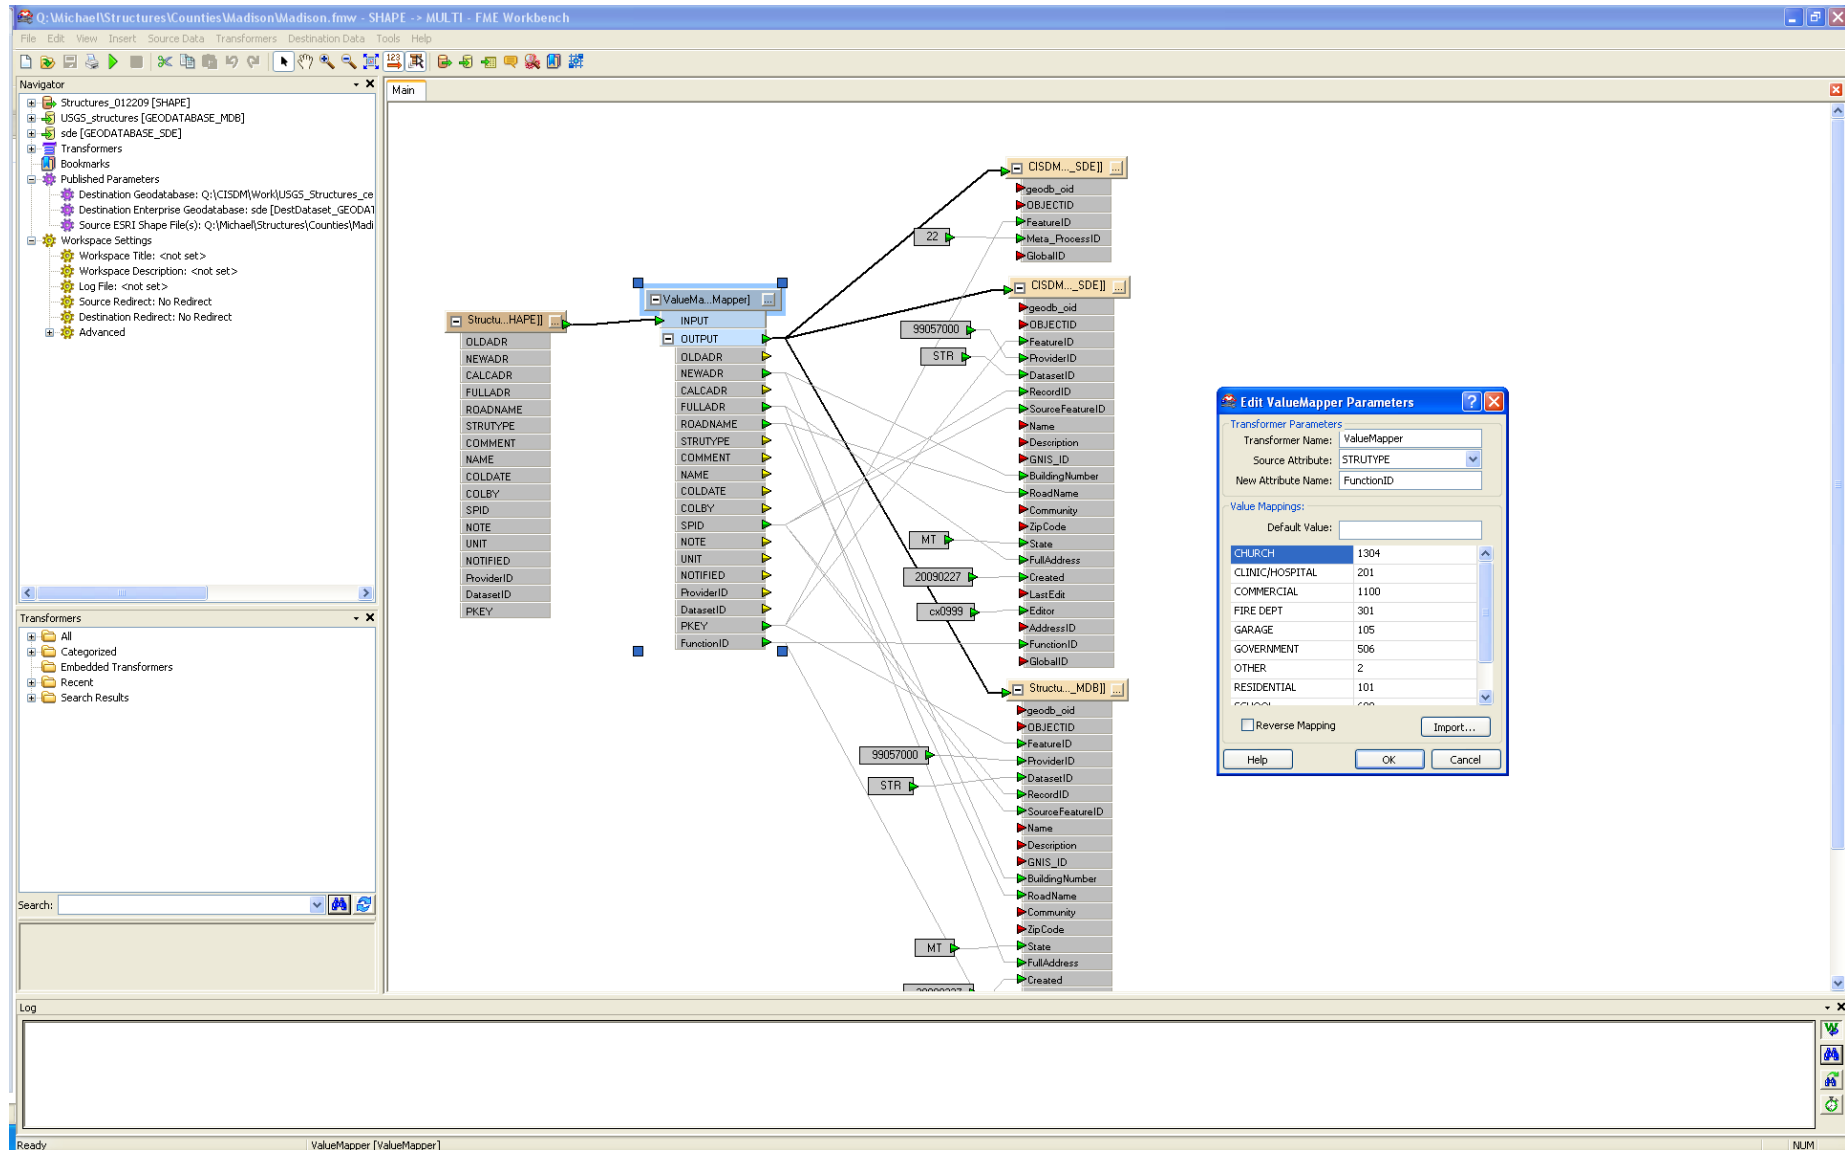 Q:\Michael\Structures\Counties\Madison\Madison.fmw - SHAPE -> MULTI - FME Workbench
File Edit View Insert Source Data Transformers Destination Data Tools Help
Navigator
Structures_012209 [SHAPE]
USGS_structures [GEODATABASE_MDB]
sde [GEODATABASE_SDE]
Transformers
Bookmarks
Published Parameters
Destination Geodatabase: Q:\CISDM\Work\USGS_Structures_ce
Destination Enterprise Geodatabase: sde [DestDataset_GEODAT
Source ESRI Shape File(s): Q:\Michael\Structures\Counties\Madi
Workspace Settings
Workspace Title: <not set>
Workspace Description: <not set>
Log File: <not set>
Source Redirect: No Redirect
Destination Redirect: No Redirect
Advanced
Transformers
All
Categorized
Embedded Transformers
Recent
Search Results
Search:
Main
Structu...HAPE]] ...
OLDADR
NEWADR
CALCADR
FULLADR
ROADNAME
STRUTYPE
COMMENT
NAME
COLDATE
COLBY
SPID
NOTE
UNIT
NOTIFIED
ProviderID
DatasetID
PKEY
ValueMa...Mapper] ...
INPUT
OUTPUT
OLDADR
NEWADR
CALCADR
FULLADR
ROADNAME
STRUTYPE
COMMENT
NAME
COLDATE
COLBY
SPID
NOTE
UNIT
NOTIFIED
ProviderID
DatasetID
PKEY
FunctionID
22
99057000
STR
MT
20090227
cx0999
99057000
STR
MT
20090227
CISDM..._SDE]] ...
geodb_oid
OBJECTID
FeatureID
Meta_ProcessID
GlobalID
CISDM..._SDE]] ...
geodb_oid
OBJECTID
FeatureID
ProviderID
DatasetID
RecordID
SourceFeatureID
Name
Description
GNIS_ID
BuildingNumber
RoadName
Community
ZipCode
State
FullAddress
Created
LastEdit
Editor
AddressID
FunctionID
GlobalID
Structu..._MDB]] ...
geodb_oid
OBJECTID
FeatureID
ProviderID
DatasetID
RecordID
SourceFeatureID
Name
Description
GNIS_ID
BuildingNumber
RoadName
Community
ZipCode
State
FullAddress
Created
Edit ValueMapper Parameters
Transformer Parameters
Transformer Name: ValueMapper
Source Attribute: STRUTYPE
New Attribute Name: FunctionID
Value Mappings:
Default Value:
CHURCH 1304
CLINIC/HOSPITAL 201
COMMERCIAL 1100
FIRE DEPT 301
GARAGE 105
GOVERNMENT 506
OTHER 2
RESIDENTIAL 101
SCHOOL
Reverse Mapping Import...
Help OK Cancel
Log
Ready ValueMapper [ValueMapper] NUM